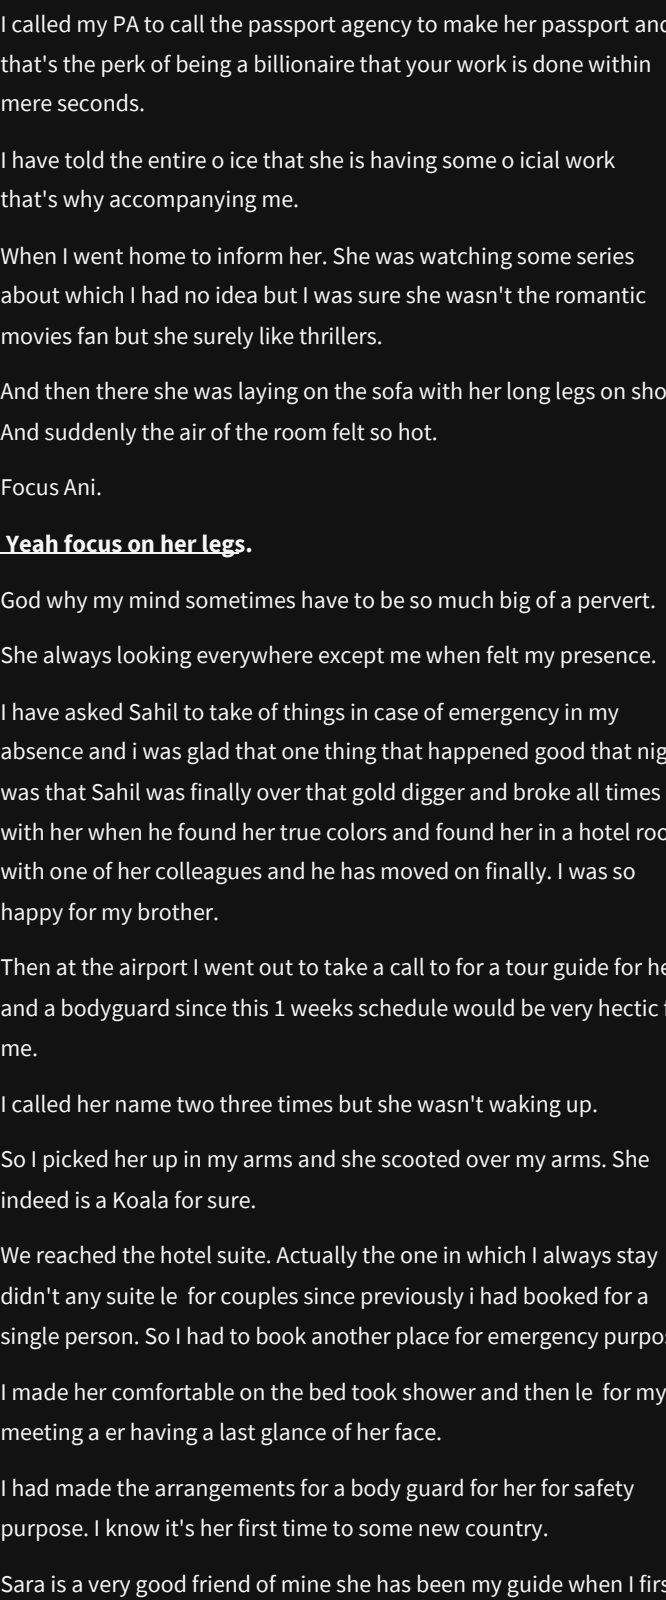 I called my PA to call the passport agency to make her passport and
that's the perk of being a billionaire that your work is done within
mere seconds.
I have told the entire o ice that she is having some o icial work
that's why accompanying me.
When I went home to inform her. She was watching some series
about which I had no idea but I was sure she wasn't the romantic
movies fan but she surely like thrillers.
And then there she was laying on the sofa with her long legs on sho
And suddenly the air of the room felt so hot.
Focus Ani.
Yeah focus on her legs.
God why my mind sometimes have to be so much big of a pervert.
She always looking everywhere except me when felt my presence.
I have asked Sahil to take of things in case of emergency in my
absence and i was glad that one thing that happened good that nig
was that Sahil was finally over that gold digger and broke all times
with her when he found her true colors and found her in a hotel roo
with one of her colleagues and he has moved on finally. I was so
happy for my brother.
Then at the airport I went out to take a call to for a tour guide for he
and a bodyguard since this 1 weeks schedule would be very hectic f
me.
I called her name two three times but she wasn't waking up.
So I picked her up in my arms and she scooted over my arms. She
indeed is a Koala for sure.
We reached the hotel suite. Actually the one in which I always stay
didn't any suite le for couples since previously i had booked for a
single person. So I had to book another place for emergency purpos
I made her comfortable on the bed took shower and then le for my
meeting a er having a last glance of her face.
I had made the arrangements for a body guard for her for safety
purpose. I know it's her first time to some new country.
Sara is a very good friend of mine she has been my guide when I firs